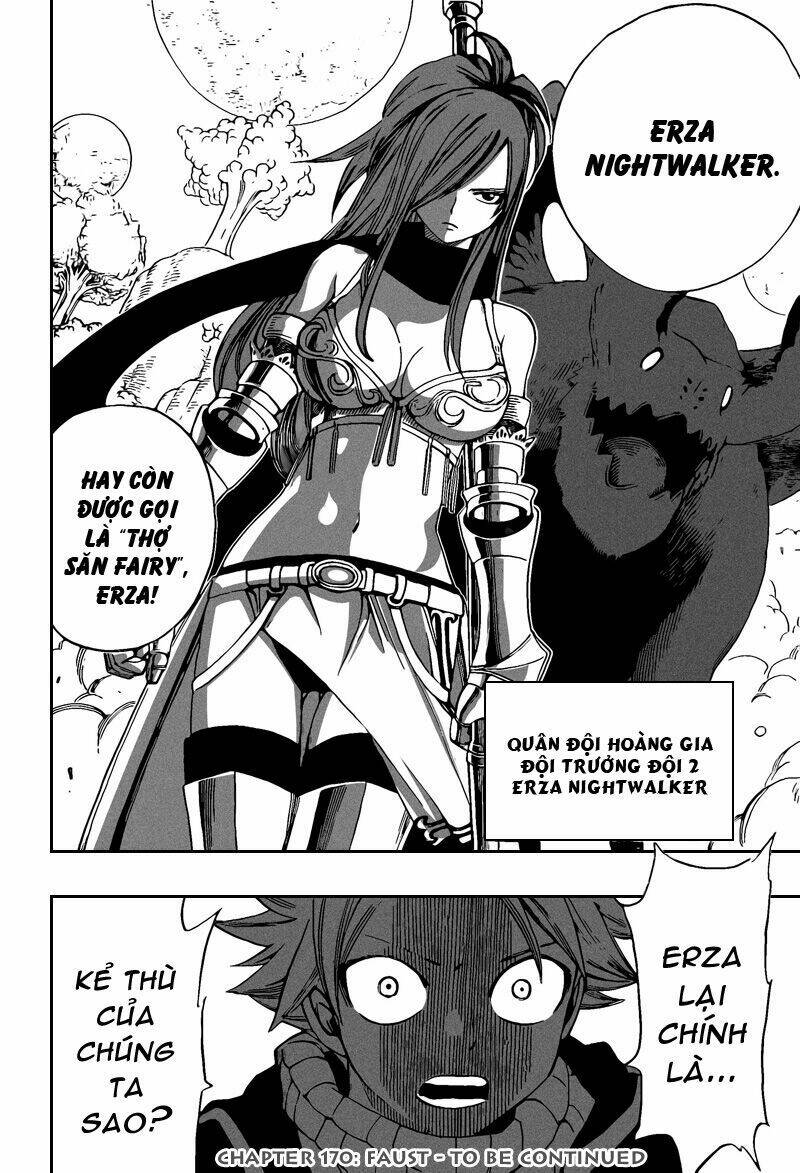 ERZA
NIGHTWALKER.
HAY CÒN
ĐƯỢC GỌI
LÀ "THỢ
SĂN FAIRY",
ERZA!
QUÂN ĐỘI HOÀNG GIA
ĐỘI TRƯỞNG ĐỘI 2
ERZA NIGHTWALKER
ERZA
LẠI
CHÍNH
LÀ...
KẺ THÙ
CỦA
CHÚNG
TA
SAO?
CHAPTER 170: FAUST - TO BE CONTINUED